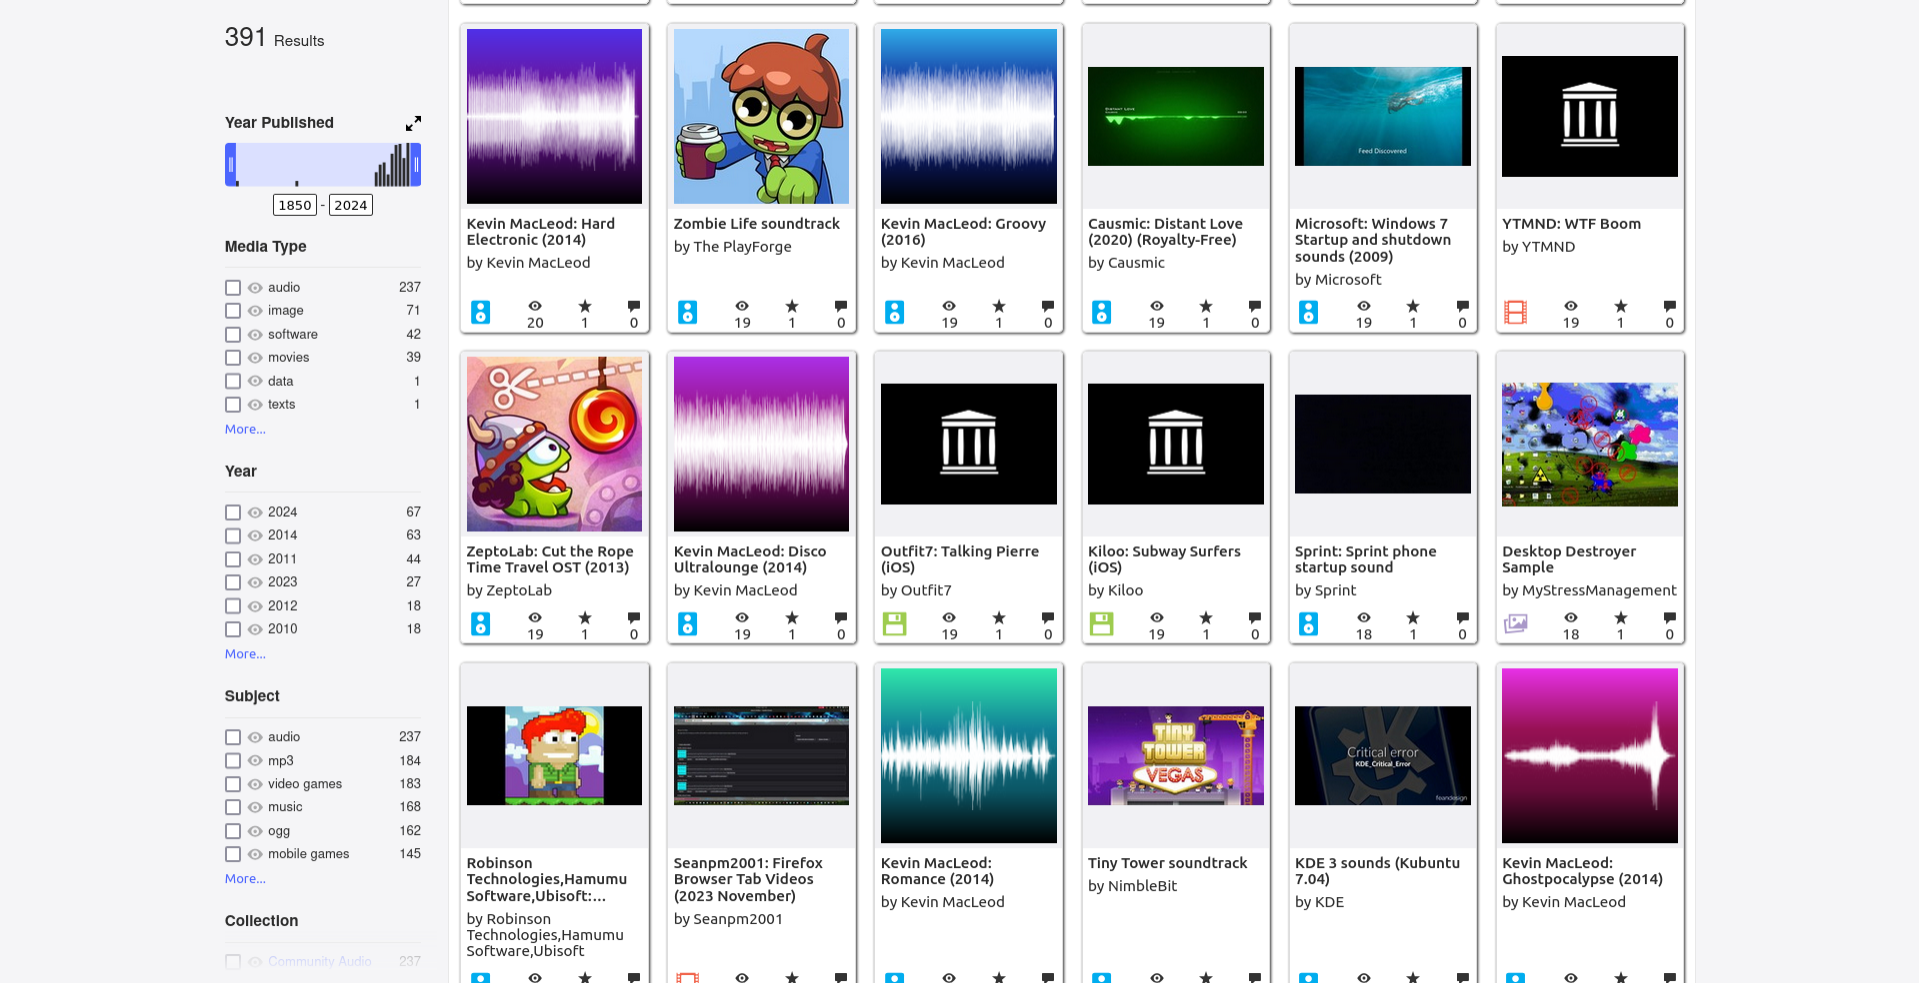 391 Results
Year Published
1850 - 2024
Media Type
audio 237
image 71
software 42
movies 39
data 1
texts 1
More...
Year
2024 67
2014 63
2011 44
2023 27
2012 18
2010 18
More...
Subject
audio 237
mp3 184
video games 183
music 168
ogg 162
mobile games 145
More...
Collection
Community Audio 237
Kevin MacLeod: Hard
Electronic (2014)
by Kevin MacLeod
20 1 0
Zombie Life soundtrack
by The PlayForge
19 1 0
Kevin MacLeod: Groovy
(2016)
by Kevin MacLeod
19 1 0
DISTANT LOVE
Causmic: Distant Love
(2020) (Royalty-Free)
by Causmic
19 1 0
Feed Discovered
Microsoft: Windows 7
Startup and shutdown
sounds (2009)
by Microsoft
19 1 0
YTMND: WTF Boom
by YTMND
19 1 0
ZeptoLab: Cut the Rope
Time Travel OST (2013)
by ZeptoLab
19 1 0
Kevin MacLeod: Disco
Ultralounge (2014)
by Kevin MacLeod
19 1 0
Outfit7: Talking Pierre
(iOS)
by Outfit7
19 1 0
Kiloo: Subway Surfers
(iOS)
by Kiloo
19 1 0
Sprint: Sprint phone
startup sound
by Sprint
18 1 0
Desktop Destroyer
Sample
by MyStressManagement
18 1 0
Robinson
Technologies,Hamumu
Software,Ubisoft:...
by Robinson
Technologies,Hamumu
Software,Ubisoft
Seanpm2001: Firefox
Browser Tab Videos
(2023 November)
by Seanpm2001
Kevin MacLeod:
Romance (2014)
by Kevin MacLeod
TINY
TOWER
VEGAS
Tiny Tower soundtrack
by NimbleBit
Critical error
KDE_Critical_Error
KDE 3 sounds (Kubuntu
7.04)
by KDE
Kevin MacLeod:
Ghostpocalypse (2014)
by Kevin MacLeod